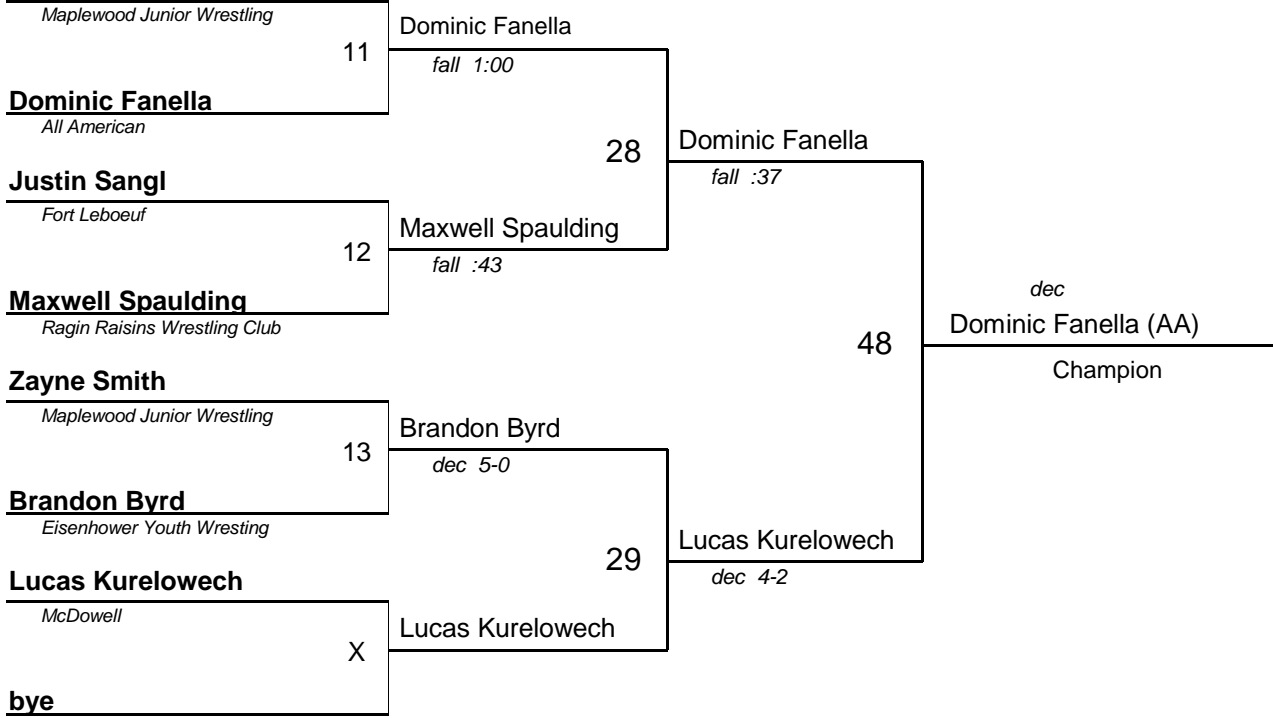 Maplewood Junior Wrestling
Dominic Fanella
11
fall :1:00
Dominic Fanella
All American
28
Dominic Fanella
fall :37
Justin Sangl
Fort Leboeuf
Maxwell Spaulding
12
fall :43
Maxwell Spaulding
Ragin Raisins Wrestling Club
dec
Dominic Fanella (AA)
48
Champion
Zayne Smith
Maplewood Junior Wrestling
Brandon Byrd
13
dec 5-0
Brandon Byrd
Eisenhower Youth Wresting
29
Lucas Kurelowech
dec 4-2
Lucas Kurelowech
McDowell
Lucas Kurelowech
X
bye